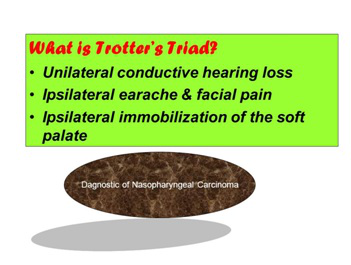 What is Trotter's Triad?
• Unilateral conductive hearing loss
• Ipsilateral earache & facial pain
• Ipsilateral immobilization of the soft
palate
Dagnostic of Nasopharyngeal Carcinoma